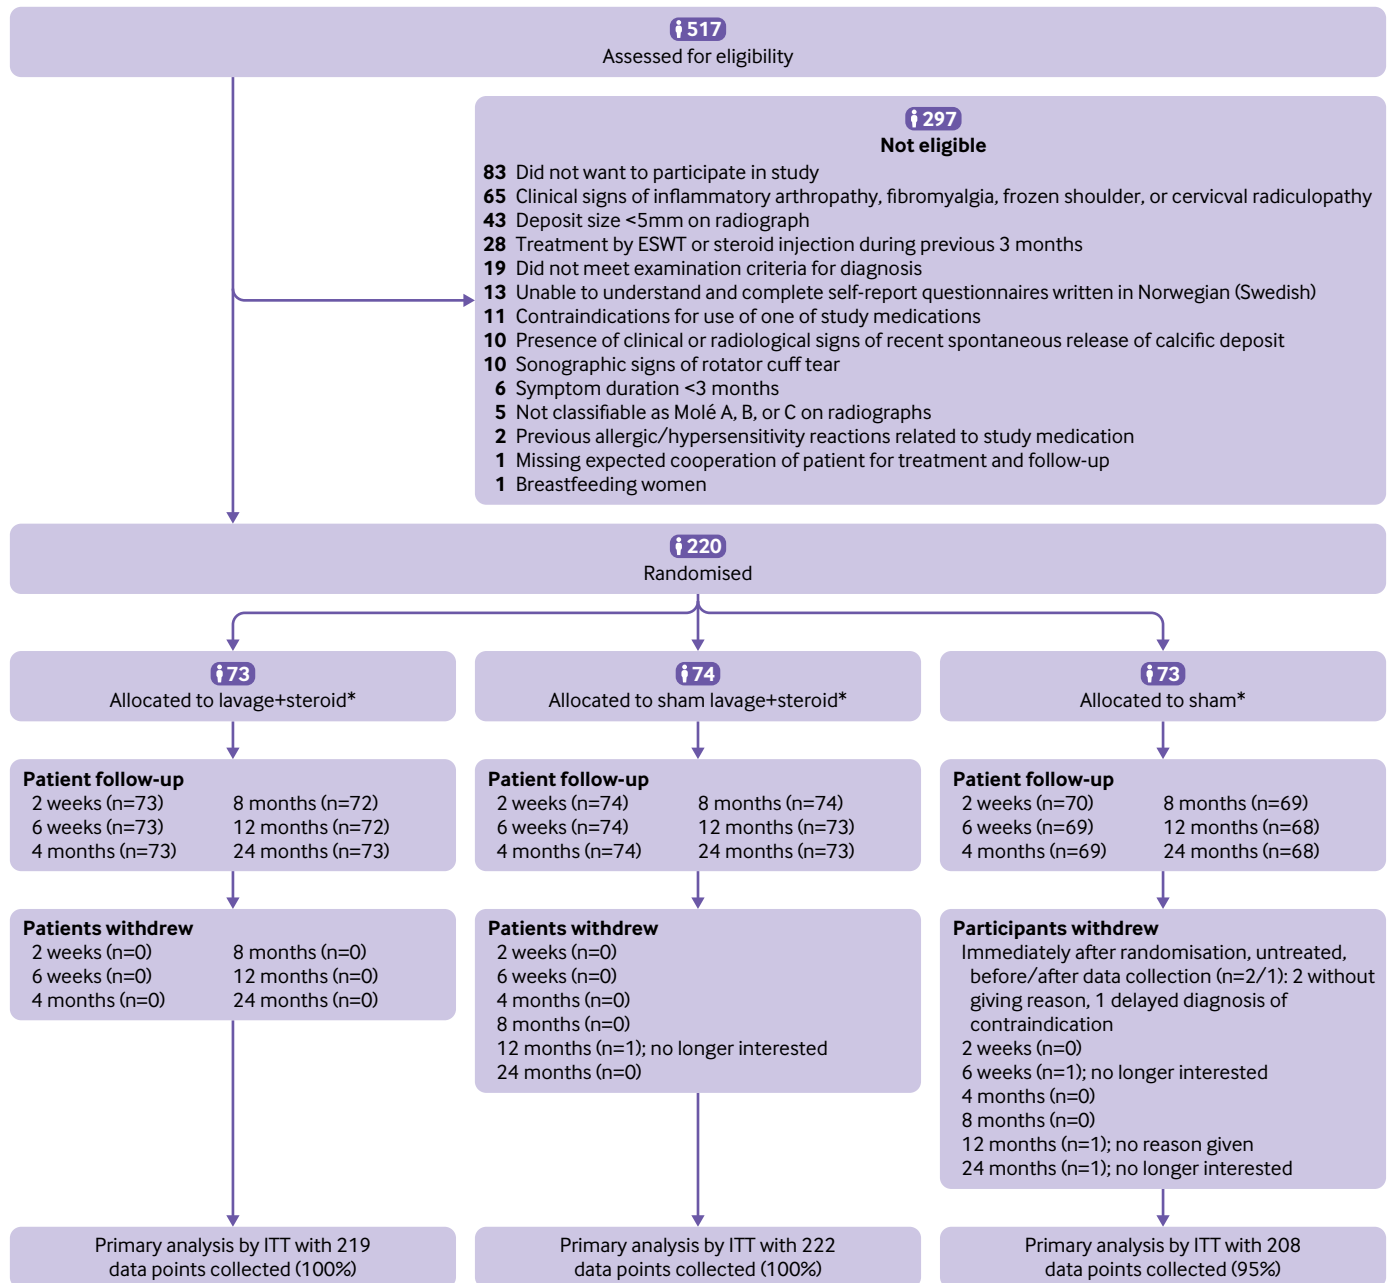 517
Assessed for eligibility
297
Not eligible
83 Did not want to participate in study
65 Clinical signs of inflammatory arthropathy, fibromyalgia, frozen shoulder, or cervicval radiculopathy
43 Deposit size <5mm on radiograph
28 Treatment by ESWT or steroid injection during previous 3 months
19 Did not meet examination criteria for diagnosis
13 Unable to understand and complete self-report questionnaires written in Norwegian (Swedish)
11 Contraindications for use of one of study medications
10 Presence of clinical or radiological signs of recent spontaneous release of calcific deposit
10 Sonographic signs of rotator cuff tear
6 Symptom duration <3 months
5 Not classifiable as Molé A, B, or C on radiographs
2 Previous allergic/hypersensitivity reactions related to study medication
1 Missing expected cooperation of patient for treatment and follow-up
1 Breastfeeding women
220
Randomised
73
Allocated to lavage+steroid*
Patient follow-up
2 weeks (n=73) 8 months (n=72)
6 weeks (n=73) 12 months (n=72)
4 months (n=73) 24 months (n=73)
Patients withdrew
2 weeks (n=0) 8 months (n=0)
6 weeks (n=0) 12 months (n=0)
4 months (n=0) 24 months (n=0)
Primary analysis by ITT with 219
data points collected (100%)
74
Allocated to sham lavage+steroid*
Patient follow-up
2 weeks (n=74) 8 months (n=74)
6 weeks (n=74) 12 months (n=73)
4 months (n=74) 24 months (n=73)
Patients withdrew
2 weeks (n=0)
6 weeks (n=0)
4 months (n=0)
8 months (n=0)
12 months (n=1); no longer interested
24 months (n=0)
Primary analysis by ITT with 222
data points collected (100%)
73
Allocated to sham*
Patient follow-up
2 weeks (n=70) 8 months (n=69)
6 weeks (n=69) 12 months (n=68)
4 months (n=69) 24 months (n=68)
Participants withdrew
Immediately after randomisation, untreated,
before/after data collection (n=2/1): 2 without
giving reason, 1 delayed diagnosis of
contraindication
2 weeks (n=0)
6 weeks (n=1); no longer interested
4 months (n=0)
8 months (n=0)
12 months (n=1); no reason given
24 months (n=1); no longer interested
Primary analysis by ITT with 208
data points collected (95%)